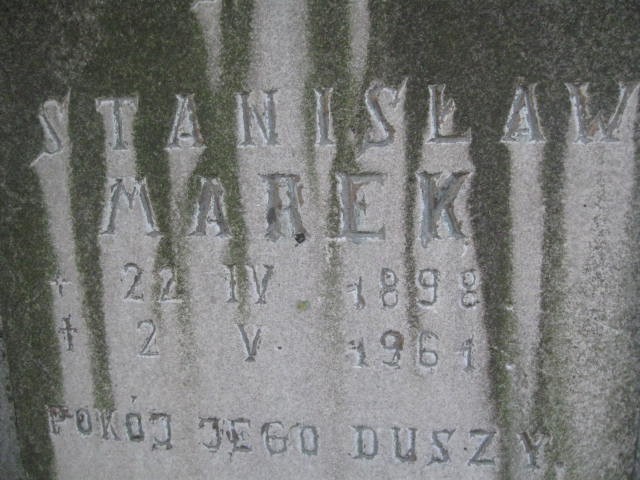 STANISŁAW
MAREK
* 22 IV 1898
† 2 V. 1961
POKÓJ JEGO DUSZY.